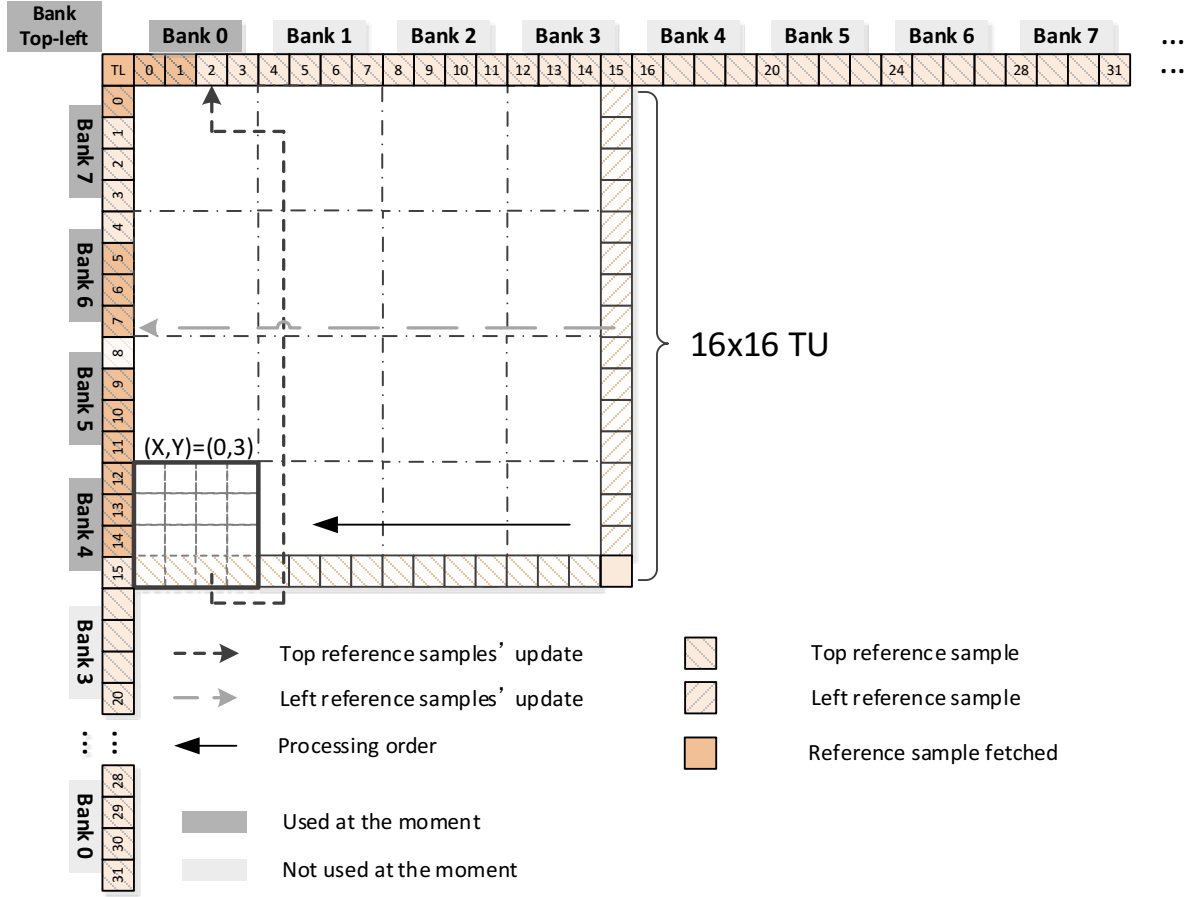 Bank
Top-left
Bank 0 Bank 1 Bank 2 Bank 3 Bank 4 Bank 5 Bank 6 Bank 7 ...
TL 0 1 2 3 4 5 6 7 8 9 10 11 12 13 14 15 16 20 24 28 31 ...
Bank 7
0
1
2
3
Bank 6
4
5
6
7
Bank 5
8
9
10
11
16x16 TU
(X,Y)=(0,3)
Bank 4
12
13
14
15
Bank 3
20
... ...
Bank 0
28
29
30
31
Top reference samples’ update
Left reference samples’ update
Processing order
Used at the moment
Not used at the moment
Top reference sample
Left reference sample
Reference sample fetched